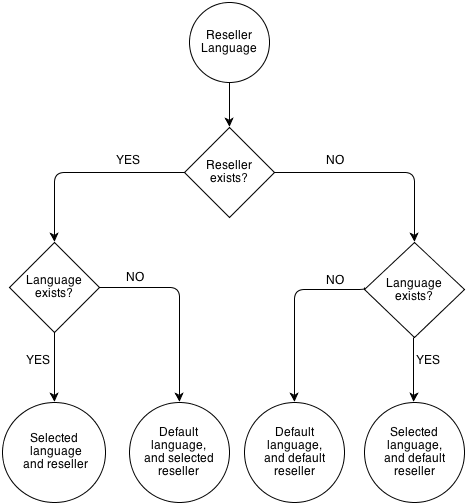 Reseller
Language
Reseller
exists?
YES
NO
Language
exists?
NO
NO
Language
exists?
YES
YES
Selected
language
and reseller
Default
language,
and selected
reseller
Default
language,
and default
reseller
Selected
language,
and default
reseller